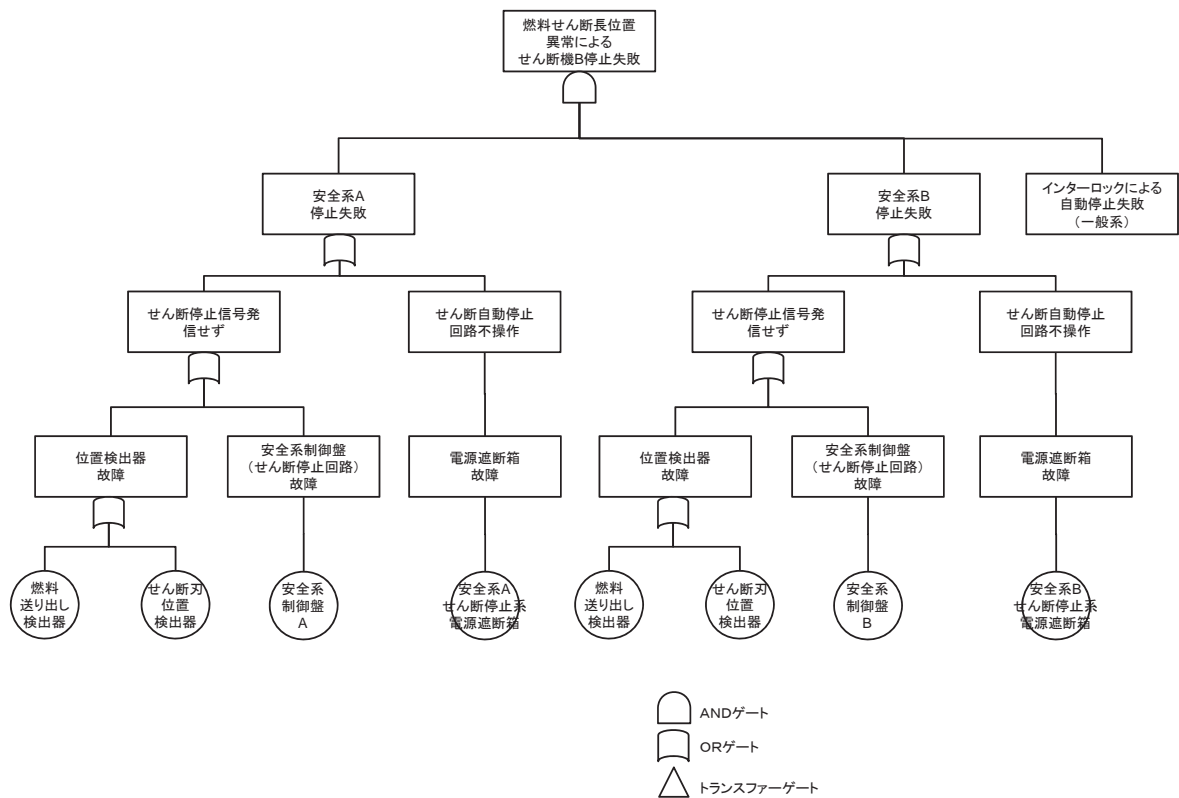 燃料せん断長位置
異常による
せん断機B停止失敗
安全系A
停止失敗
安全系B
停止失敗
インターロックによる
自動停止失敗
（一般系）
せん断停止信号発
信せず
せん断自動停止
回路不操作
せん断停止信号発
信せず
せん断自動停止
回路不操作
位置検出器
故障
安全系制御盤
（せん断停止回路）
故障
電源遮断箱
故障
位置検出器
故障
安全系制御盤
（せん断停止回路）
故障
電源遮断箱
故障
燃料
送り出し
検出器
せん断刃
位置
検出器
安全系
制御盤
A
安全系A
せん断停止系
電源遮断箱
燃料
送り出し
検出器
せん断刃
位置
検出器
安全系
制御盤
B
安全系B
せん断停止系
電源遮断箱
ANDゲート
ORゲート
トランスファーゲート